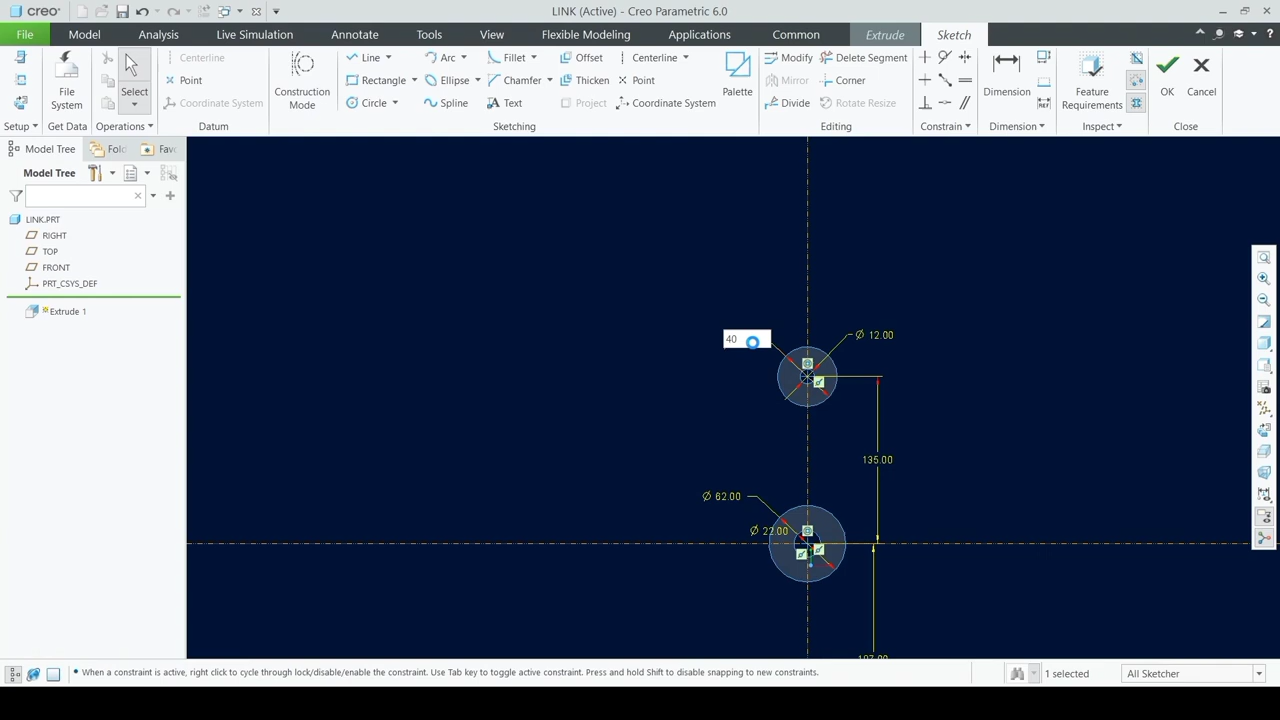 creo
LINK (Active) - Creo Parametric 6.0
File Model Analysis Live Simulation Annotate Tools View Flexible Modeling Applications Common Extrude Sketch
Centerline Line Arc Fillet Offset Centerline Modify Delete Segment
Point Rectangle Ellipse Chamfer Thicken Point Mirror Corner
File System Select Coordinate System Construction Mode Circle Spline Text Project Coordinate System Palette Divide Rotate Resize Dimension Feature Requirements OK Cancel
Setup Get Data Operations Datum Sketching Editing Constrain Dimension Inspect Close
Model Tree Fol Fav
Model Tree
LINK.PRT
RIGHT
TOP
FRONT
PRT_CSYS_DEF
Extrude 1
40
Ø 12.00
135.00
Ø 62.00
Ø 22.00
When a constraint is active, right click to cycle through lock/disable/enable the constraint. Use Tab key to toggle active constraint. Press and hold Shift to disable snapping to new constraints.
1 selected
All Sketcher